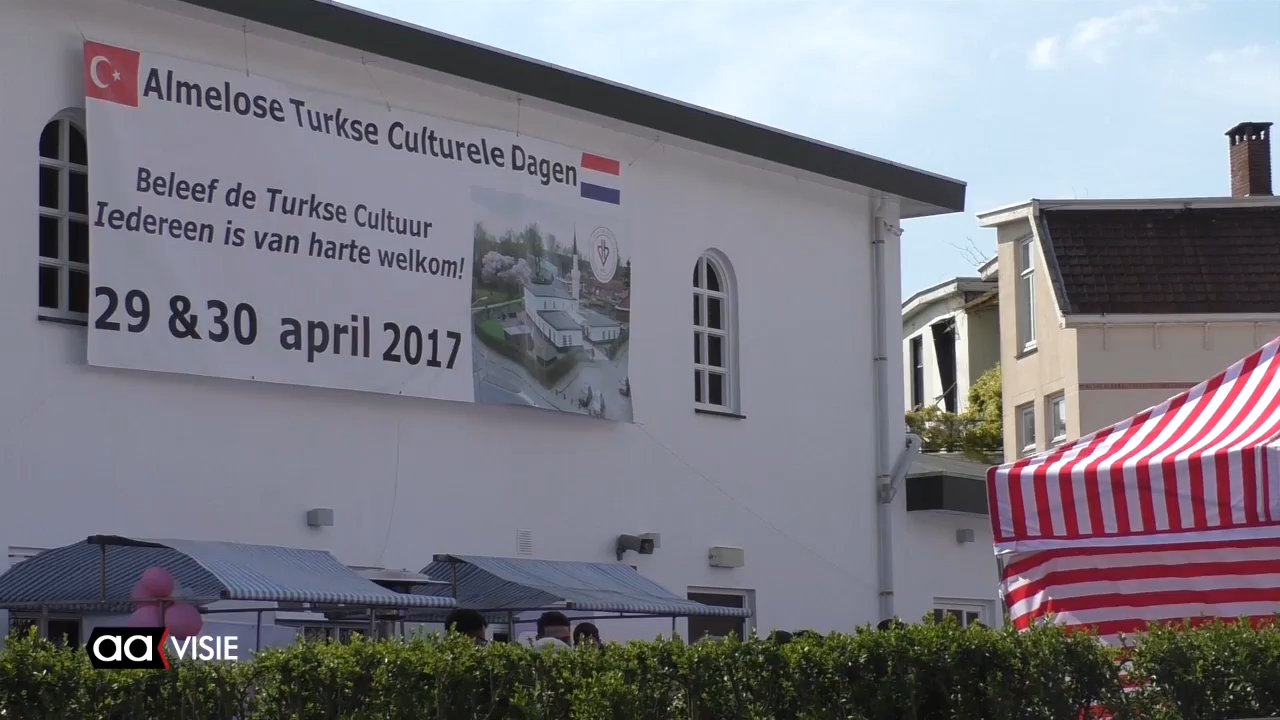 Almelose Turkse Culturele Dagen
Beleef de Turkse Cultuur
Iedereen is van harte welkom!
29 & 30 april 2017
aa VISIE